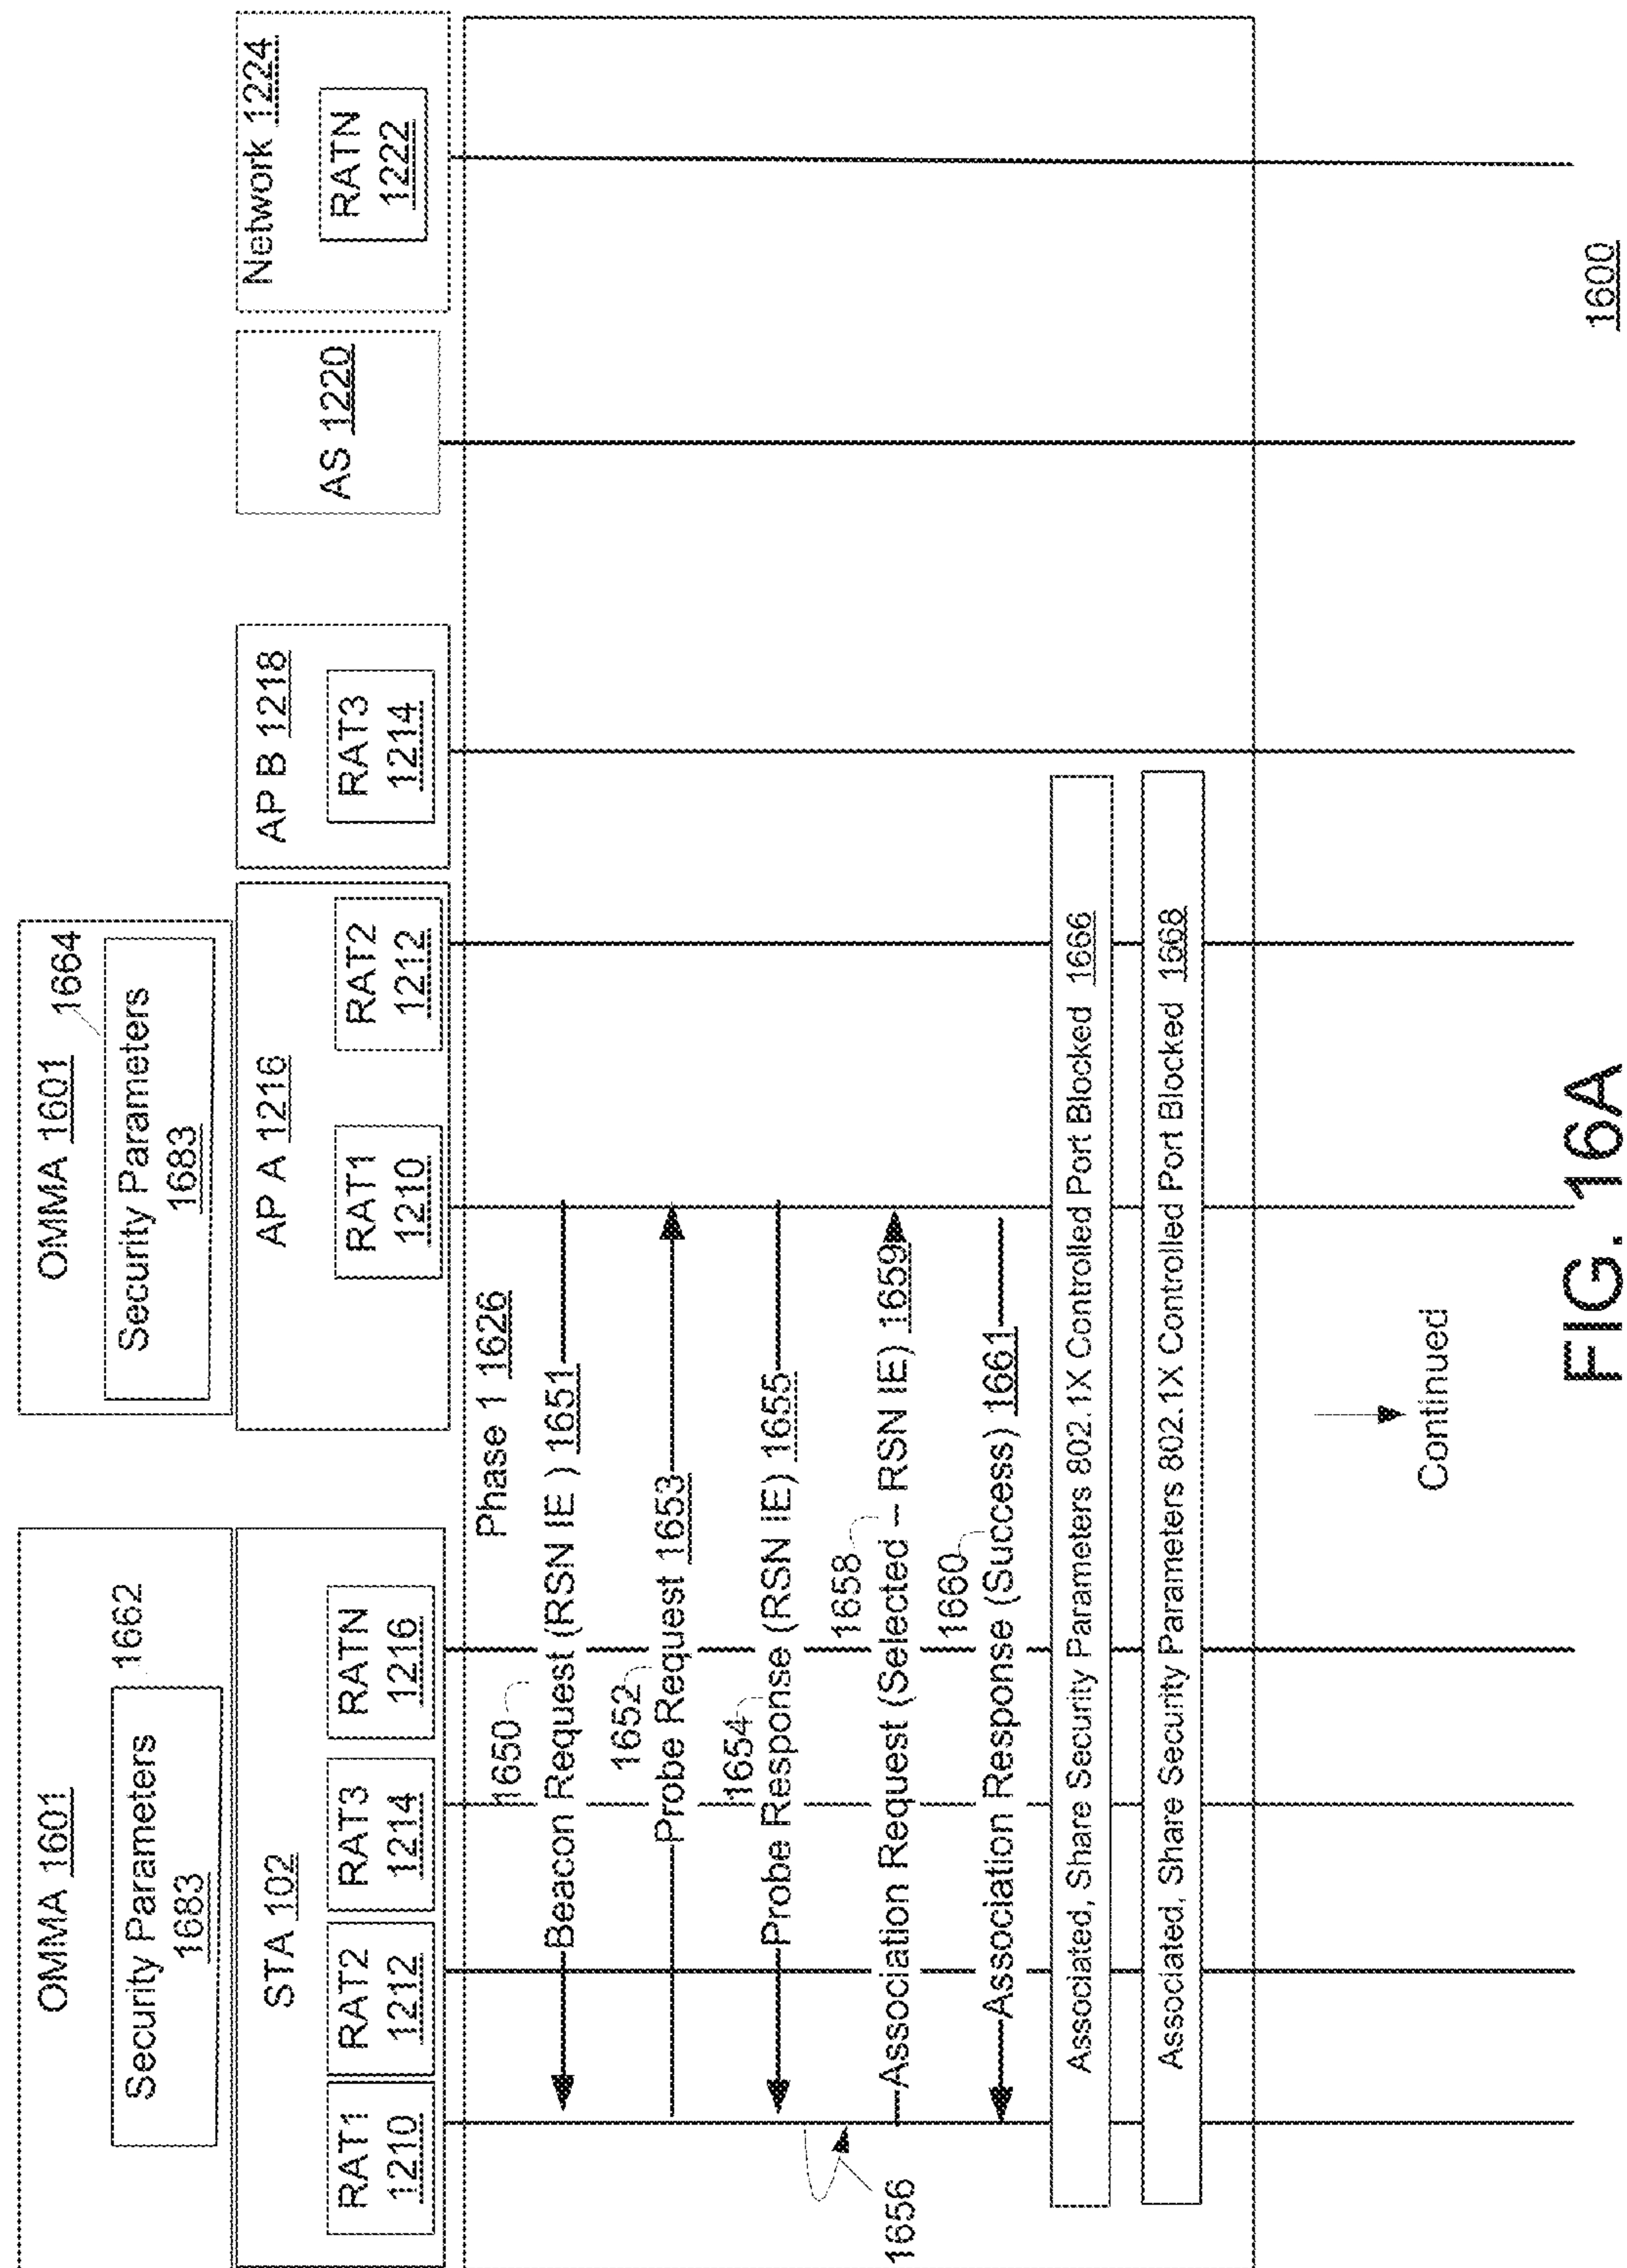 OMMA 1601
Security Parameters 1662
1683
OMMA 1601
1664
Security Parameters
1683
STA 102
RAT1
1210
RAT2
1212
RAT3
1214
RATN
1216
AP A 1216
RAT1
1210
RAT2
1212
AP B 1218
RAT3
1214
AS 1220
Network 1224
RATN
1222
Phase 1 1626
1650
Beacon Request (RSN IE ) 1651
1652
Probe Request 1653
1654
Probe Response (RSN IE) 1655
1656
1658
Association Request (Selected – RSN IE) 1659
1660
Association Response (Success) 1661
Associated, Share Security Parameters 802.1X Controlled Port Blocked 1666
Associated, Share Security Parameters 802.1X Controlled Port Blocked 1668
Continued
1600
FIG. 16A